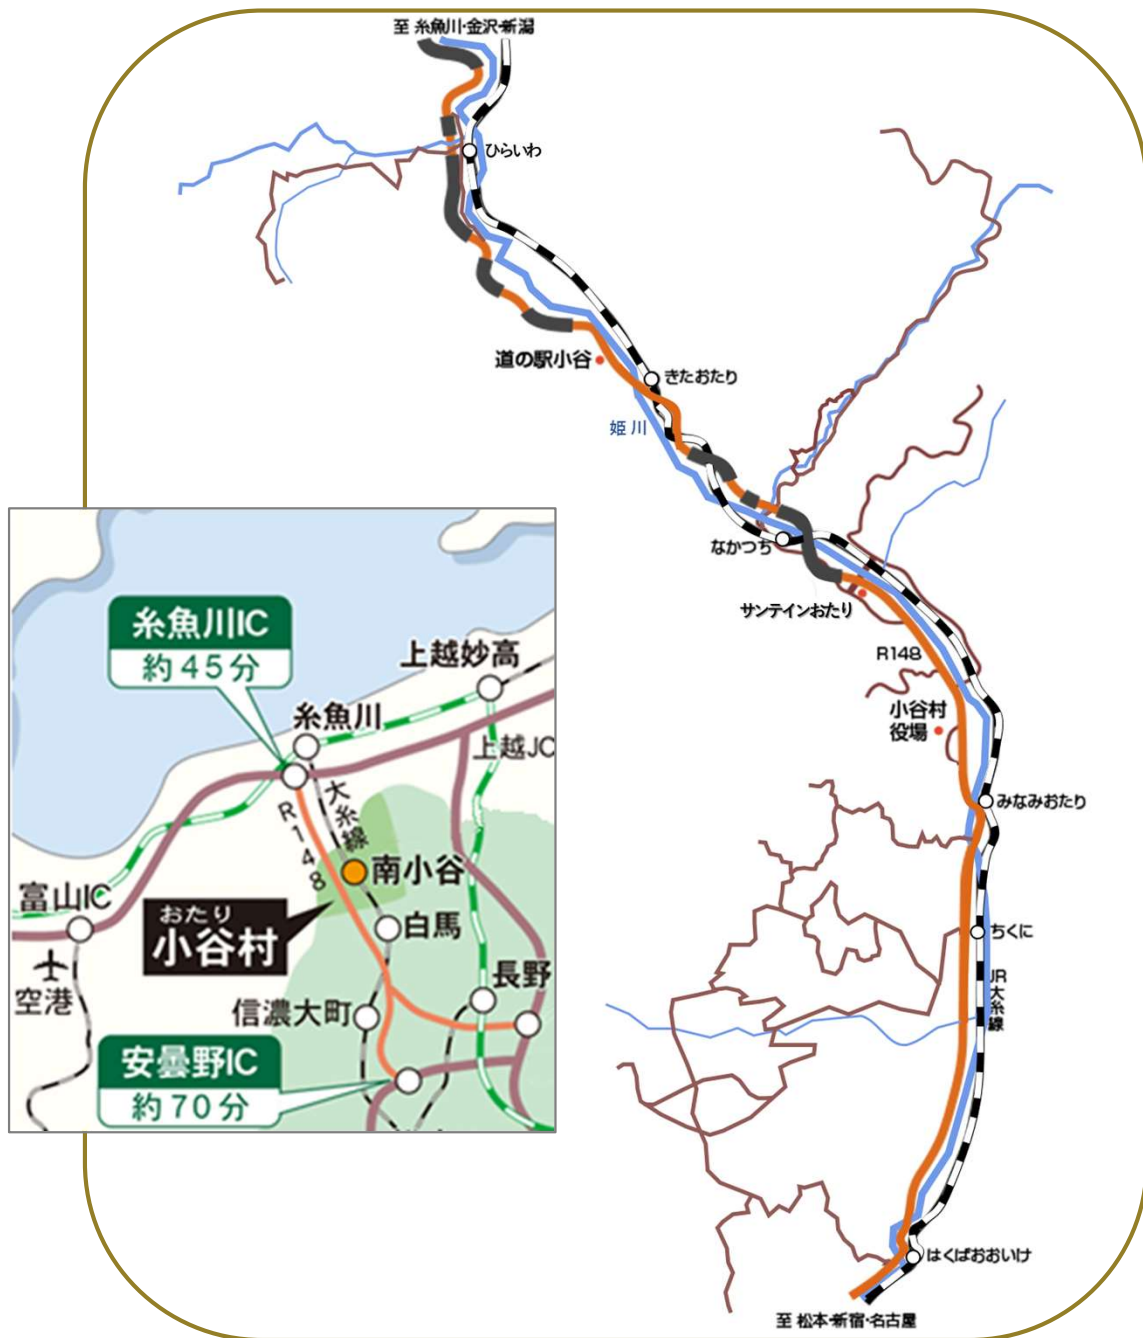 至 糸魚川・金沢・新潟
ひらいわ
道の駅小谷
きたおたり
姫川
なかつち
サンテインおたり
R148
小谷村
役場
みなみおたり
ちくに
JR大糸線
はくばおおいけ
至 松本・新宿・名古屋
糸魚川IC
約45分
上越妙高
糸魚川
上越JC
大糸線
R148
南小谷
富山IC
おたり
小谷村
白馬
空港
長野
信濃大町
安曇野IC
約70分